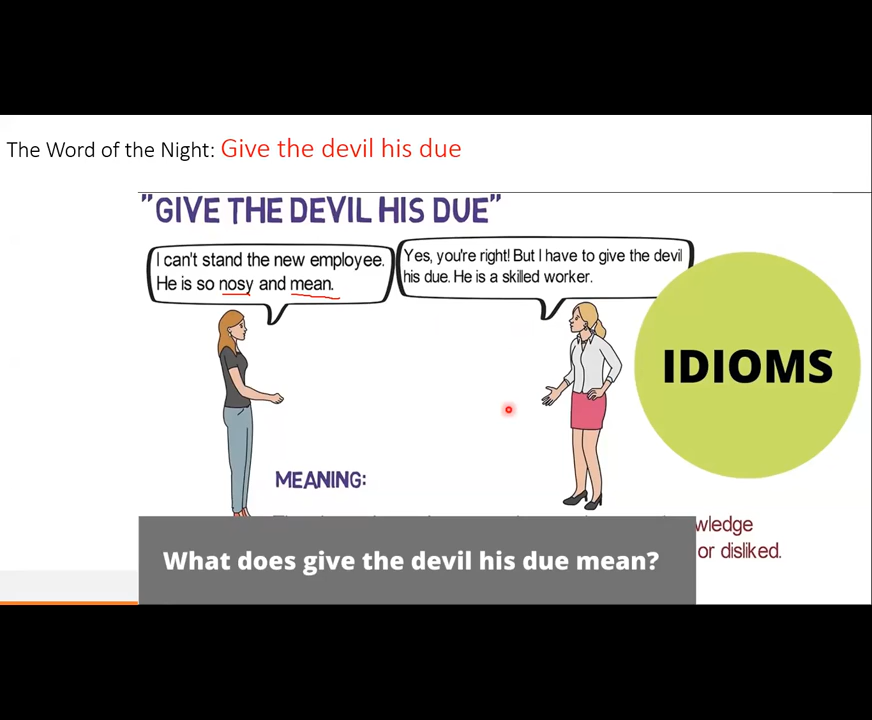 The Word of the Night: Give the devil his due
"GIVE THE DEVIL HIS DUE"
I can't stand the new employee.
He is so nosy and mean.
Yes, you're right! But I have to give the devil
his due. He is a skilled worker.
IDIOMS
MEANING:
wledge
or disliked.
What does give the devil his due mean?